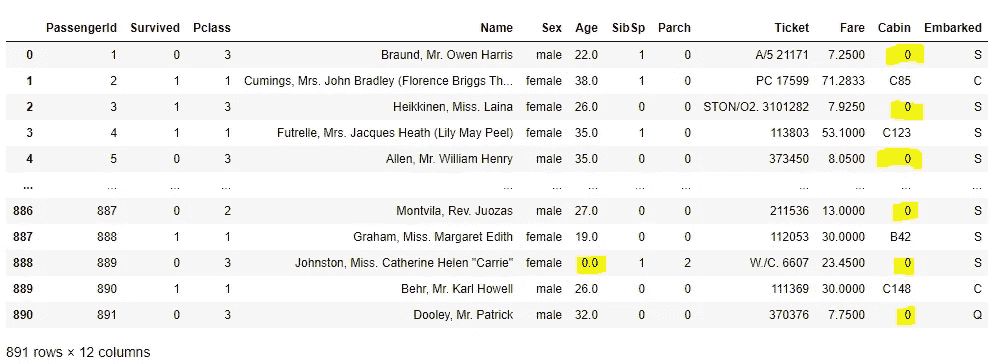 PassengerId Survived Pclass Name Sex Age SibSp Parch Ticket Fare Cabin Embarked
0 1 0 3 Braund, Mr. Owen Harris male 22.0 1 0 A/5 21171 7.2500 0 S
1 2 1 1 Cumings, Mrs. John Bradley (Florence Briggs Th... female 38.0 1 0 PC 17599 71.2833 C85 C
2 3 1 3 Heikkinen, Miss. Laina female 26.0 0 0 STON/O2. 3101282 7.9250 0 S
3 4 1 1 Futrelle, Mrs. Jacques Heath (Lily May Peel) female 35.0 1 0 113803 53.1000 C123 S
4 5 0 3 Allen, Mr. William Henry male 35.0 0 0 373450 8.0500 0 S
... ... ... ... ... ... ... ... ... ... ... ... ...
886 887 0 2 Montvila, Rev. Juozas male 27.0 0 0 211536 13.0000 0 S
887 888 1 1 Graham, Miss. Margaret Edith female 19.0 0 0 112053 30.0000 B42 S
888 889 0 3 Johnston, Miss. Catherine Helen "Carrie" female 0.0 1 2 W./C. 6607 23.4500 0 S
889 890 1 1 Behr, Mr. Karl Howell male 26.0 0 0 111369 30.0000 C148 C
890 891 0 3 Dooley, Mr. Patrick male 32.0 0 0 370376 7.7500 0 Q
891 rows × 12 columns